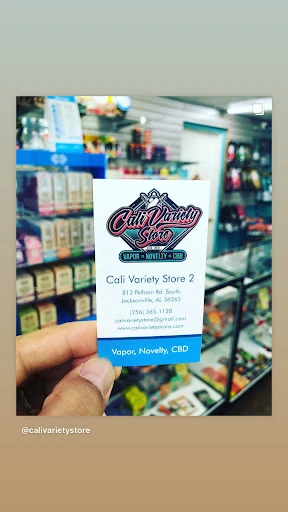 Cali Variety
Store
VAPOR • NOVELTY • CBD
Cali Variety Store 2
812 Pelham Rd. South
Jacksonville, AL 36265
(256) 365-1128
calivarietystore@gmail.com
www.calivarietystore.com
Vapor, Novelty, CBD
@calivarietystore